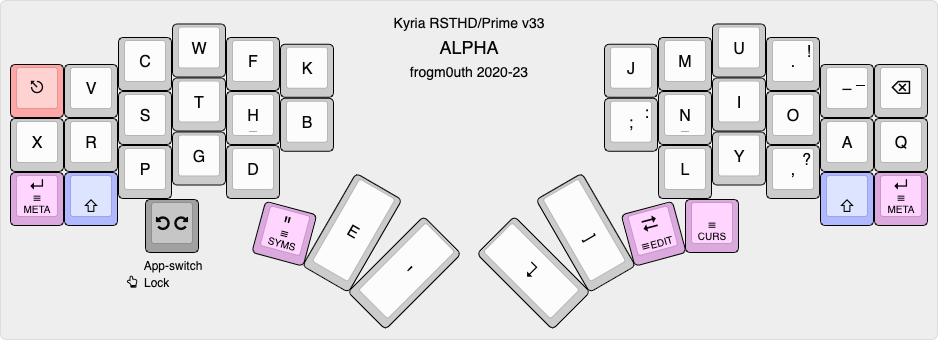 Kyria RSTHD/Prime v33
ALPHA
frogm0uth 2020-23
V C W F K
X R S T H B
P G D
META
"
SYMS
E
'
App-switch
Lock
J M U . ! – —
; : N I O A Q
L Y , ?
EDIT
CURS
META